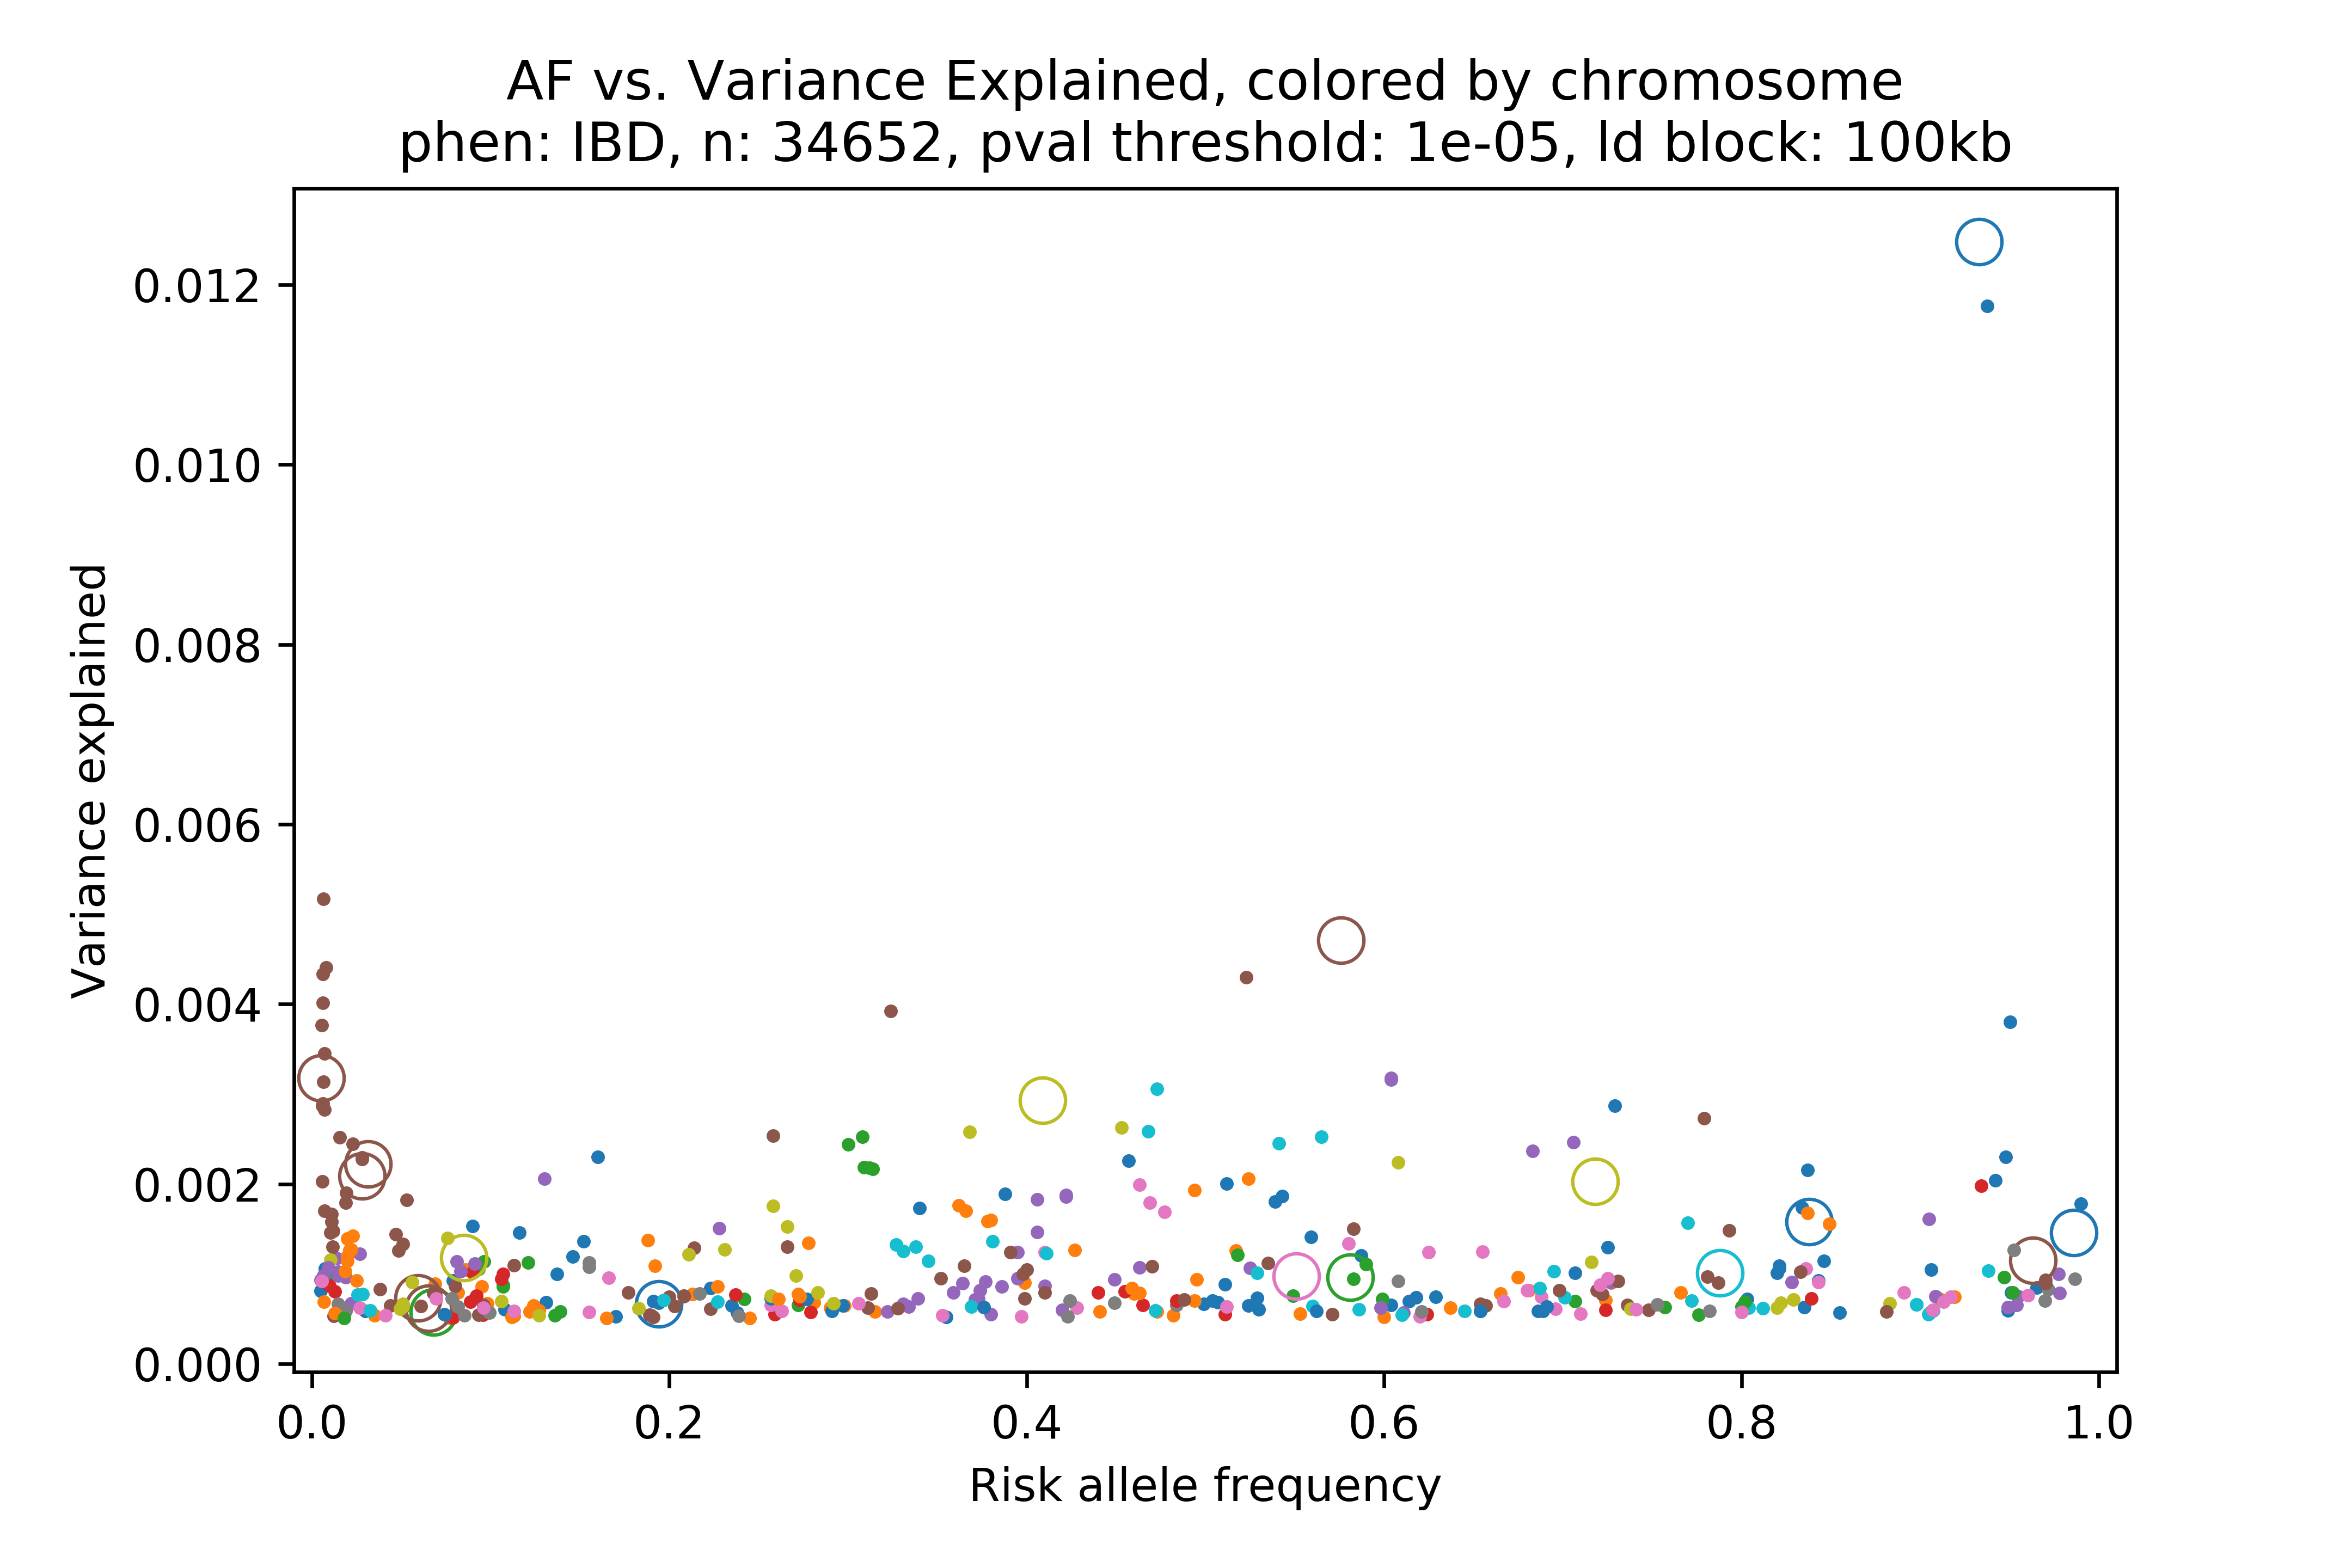 AF vs. Variance Explained, colored by chromosome
phen: IBD, n: 34652, pval threshold: 1e-05, ld block: 100kb
Variance explained
0.012
0.010
0.008
0.006
0.004
0.002
0.000
0.0 0.2 0.4 0.6 0.8 1.0
Risk allele frequency